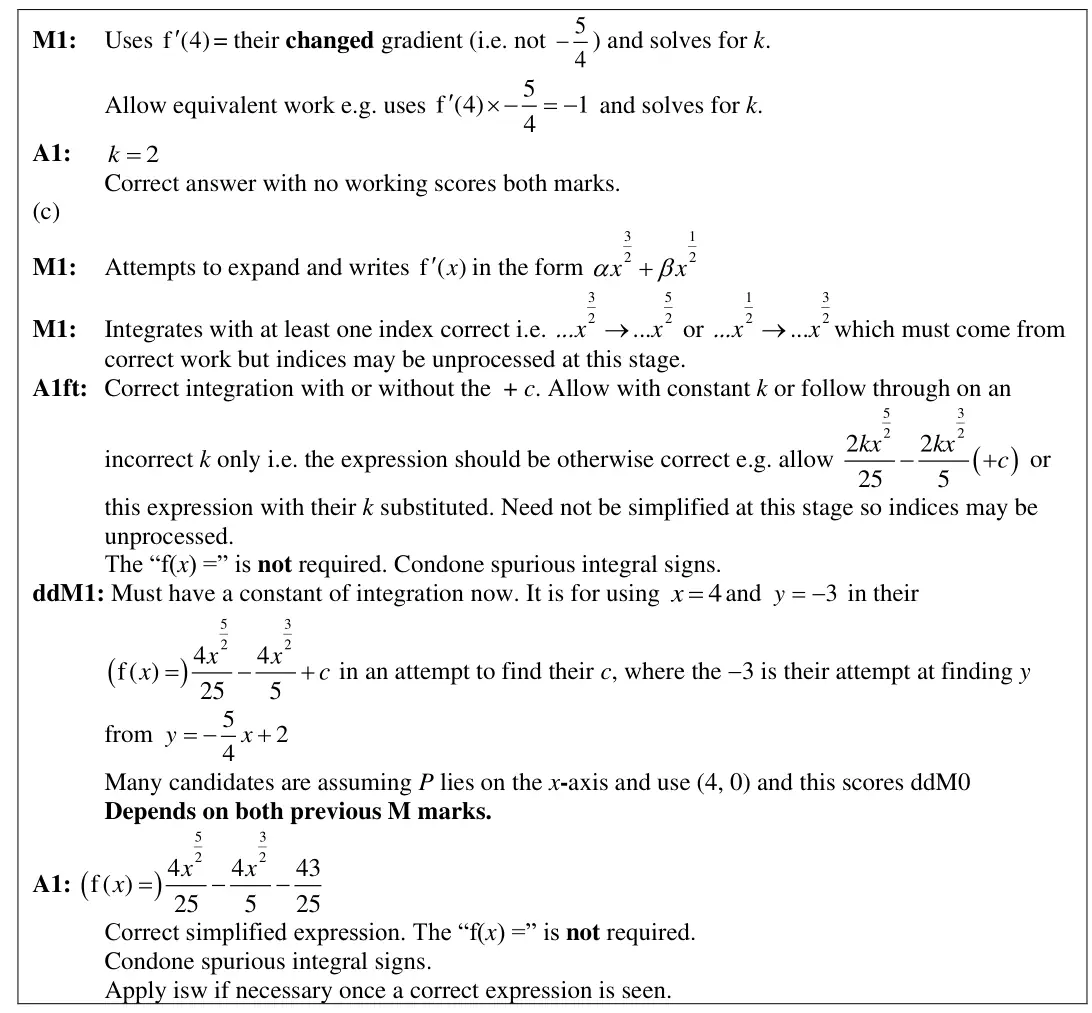 M1: Uses f ′(4) = their changed gradient (i.e. not −5/4) and solves for k.
Allow equivalent work e.g. uses f ′(4) × −5/4 = −1 and solves for k.
A1: k = 2
Correct answer with no working scores both marks.
(c)
M1: Attempts to expand and writes f ′(x) in the form αx^(3/2) + βx^(1/2)
M1: Integrates with at least one index correct i.e. ...x^(3/2) → ...x^(5/2) or ...x^(1/2) → ...x^(3/2) which must come from
correct work but indices may be unprocessed at this stage.
A1ft: Correct integration with or without the + c. Allow with constant k or follow through on an
incorrect k only i.e. the expression should be otherwise correct e.g. allow 2kx^(5/2)/25 − 2kx^(3/2)/5 (+c) or
this expression with their k substituted. Need not be simplified at this stage so indices may be
unprocessed.
The “f(x) =” is not required. Condone spurious integral signs.
ddM1: Must have a constant of integration now. It is for using x = 4 and y = −3 in their
(f(x) =) 4x^(5/2)/25 − 4x^(3/2)/5 + c in an attempt to find their c, where the −3 is their attempt at finding y
from y = −5/4 x + 2
Many candidates are assuming P lies on the x-axis and use (4, 0) and this scores ddM0
Depends on both previous M marks.
A1: (f(x) =) 4x^(5/2)/25 − 4x^(3/2)/5 − 43/25
Correct simplified expression. The “f(x) =” is not required.
Condone spurious integral signs.
Apply isw if necessary once a correct expression is seen.